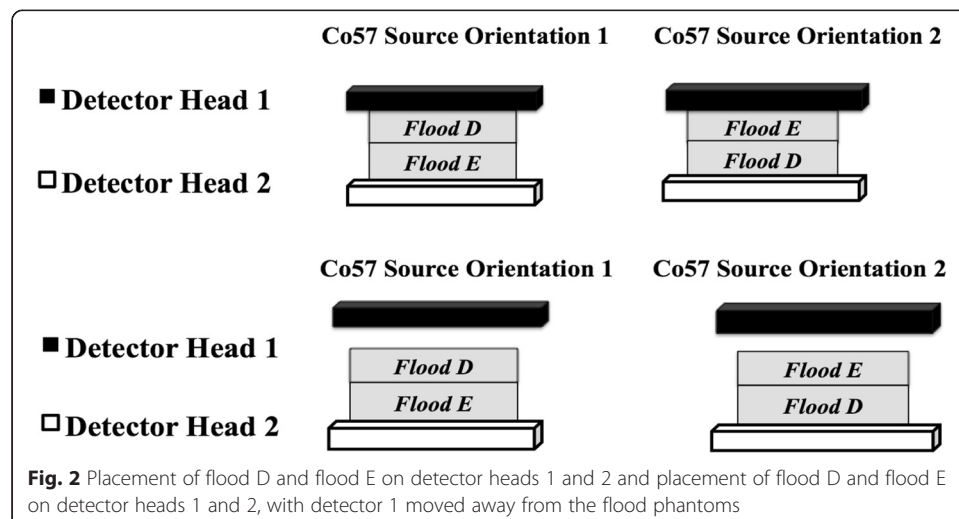 Co57 Source Orientation 1
Co57 Source Orientation 2
Detector Head 1
Flood D
Flood E
Flood E
Flood D
Detector Head 2
Co57 Source Orientation 1
Co57 Source Orientation 2
Detector Head 1
Flood D
Flood E
Flood E
Flood D
Detector Head 2
Fig. 2 Placement of flood D and flood E on detector heads 1 and 2 and placement of flood D and flood E
on detector heads 1 and 2, with detector 1 moved away from the flood phantoms